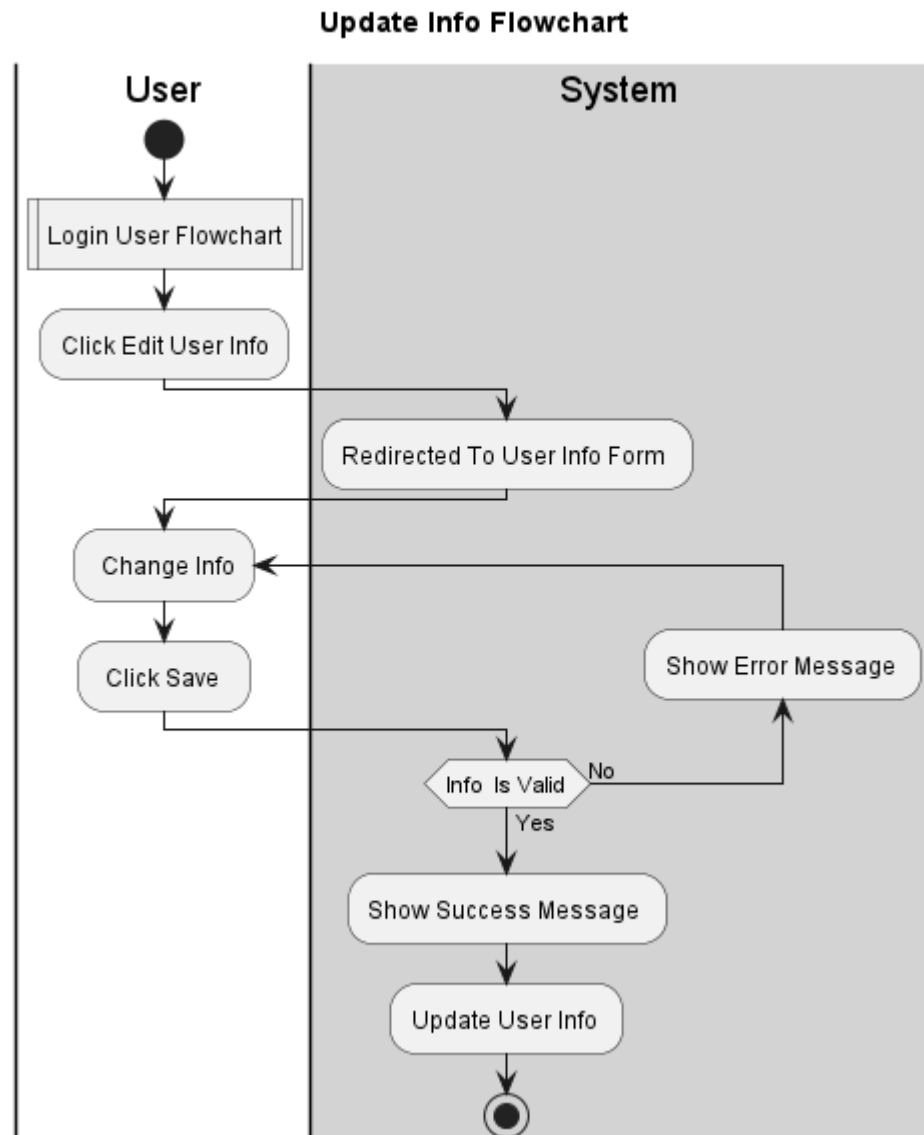 Update Info Flowchart
User
System
Login User Flowchart
Click Edit User Info
Redirected To User Info Form
Change Info
Show Error Message
Click Save
Info Is Valid
No
Yes
Show Success Message
Update User Info